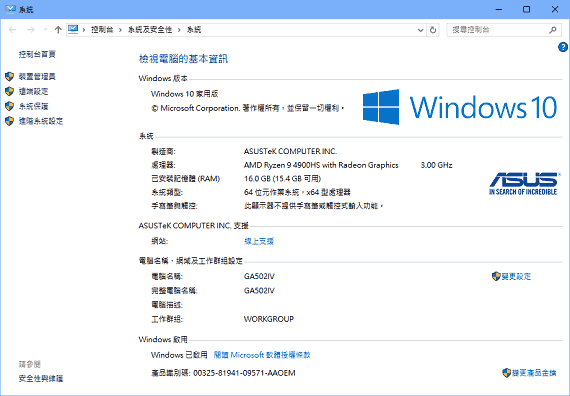 系統
控制台 › 系統及安全性 › 系統
搜尋控制台
控制台首頁
裝置管理員
遠端設定
系統保護
進階系統設定
檢視電腦的基本資訊
Windows 版本
Windows 10 家用版
© Microsoft Corporation. 著作權所有，並保留一切權利。
Windows 10
系統
製造商: ASUSTeK COMPUTER INC.
處理器: AMD Ryzen 9 4900HS with Radeon Graphics 3.00 GHz
已安裝記憶體 (RAM) 16.0 GB (15.4 GB 可用)
系統類型: 64 位元作業系統，x64 型處理器
手寫筆與觸控: 此顯示器不提供手寫筆或觸控式輸入功能。
ASUS
IN SEARCH OF INCREDIBLE
ASUSTeK COMPUTER INC. 支援
網站: 線上支援
電腦名稱、網域及工作群組設定
電腦名稱: GA502IV
變更設定
完整電腦名稱: GA502IV
電腦描述:
工作群組: WORKGROUP
Windows 啟用
Windows 已啟用 閱讀 Microsoft 軟體授權條款
產品識別碼: 00325-81941-09571-AAOEM
變更產品金鑰
請參閱
安全性與維護